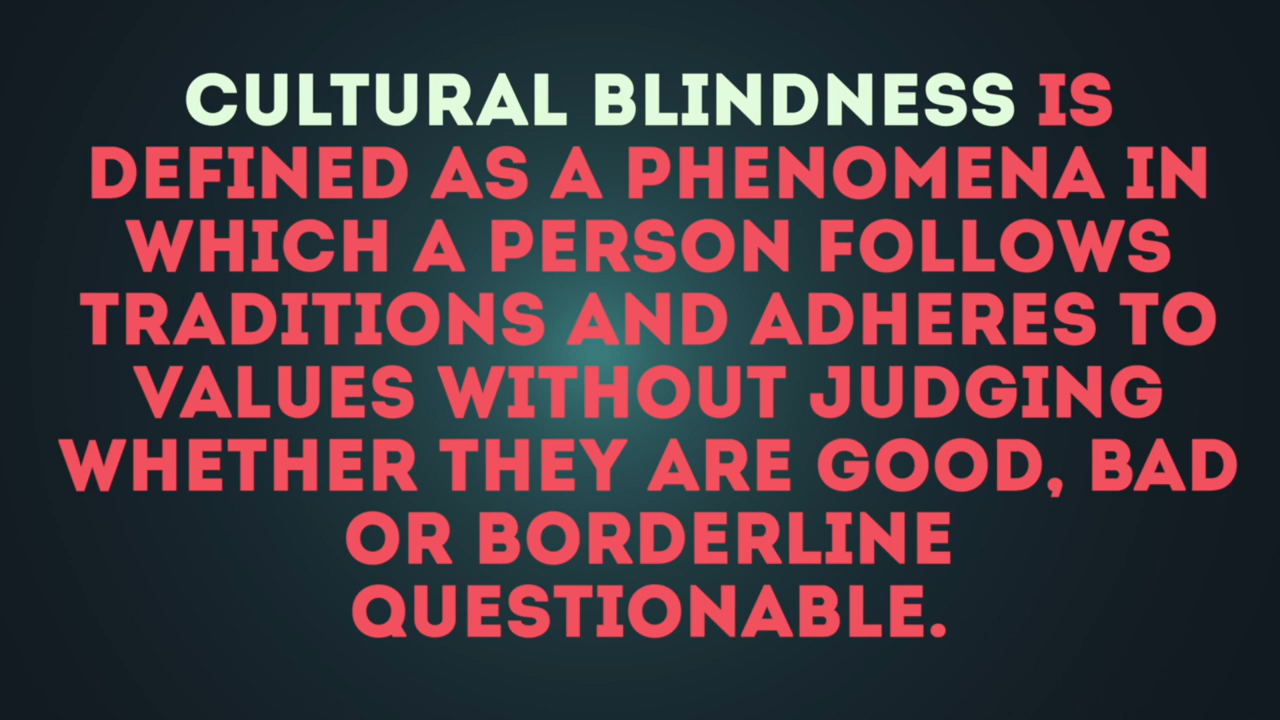 CULTURAL BLINDNESS IS
DEFINED AS A PHENOMENA IN
WHICH A PERSON FOLLOWS
TRADITIONS AND ADHERES TO
VALUES WITHOUT JUDGING
WHETHER THEY ARE GOOD, BAD
OR BORDERLINE
QUESTIONABLE.